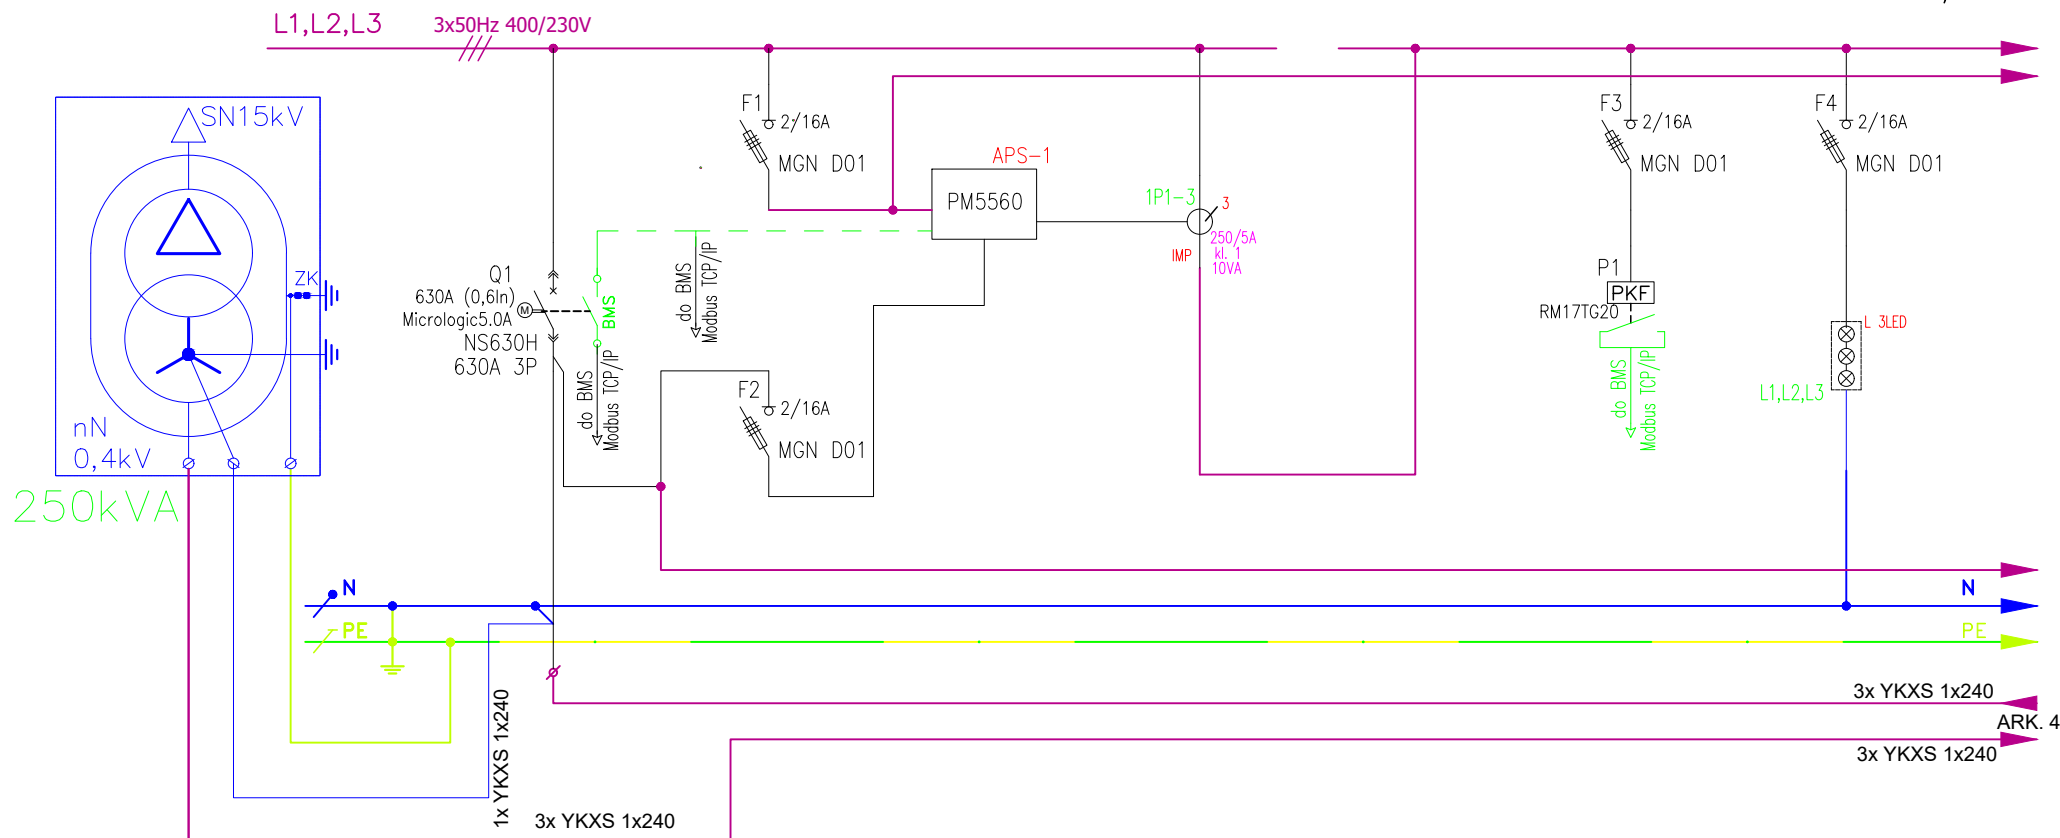 L1,L2,L3
3x50Hz 400/230V
SN15kV
ZK
nN
0,4kV
250kVA
F1
2/16A
MGN D01
APS-1
PM5560
1P1-3
3
250/5A
kl. 1
10VA
IMP
F3
2/16A
MGN D01
F4
2/16A
MGN D01
Q1
630A (0,6In)
M
Micrologic5.0A
NS630H
630A 3P
BMS
do BMS
Modbus TCP/IP
do BMS
Modbus TCP/IP
F2
2/16A
MGN D01
P1
PKF
RM17TG20
do BMS
Modbus TCP/IP
L 3LED
L1,L2,L3
N
N
PE
PE
1x YKXS 1x240
3x YKXS 1x240
3x YKXS 1x240
ARK. 4
3x YKXS 1x240